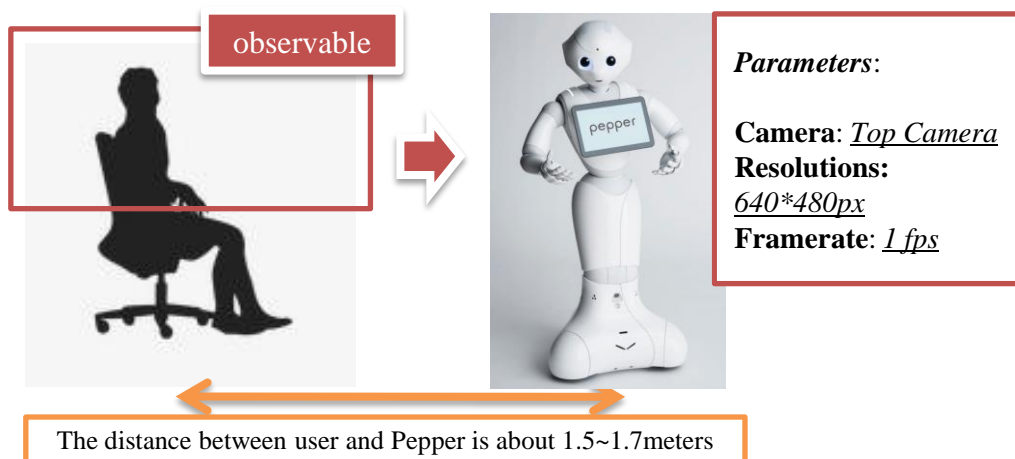 observable
pepper
Parameters:
Camera: Top Camera
Resolutions:
640*480px
Framerate: 1 fps
The distance between user and Pepper is about 1.5~1.7meters